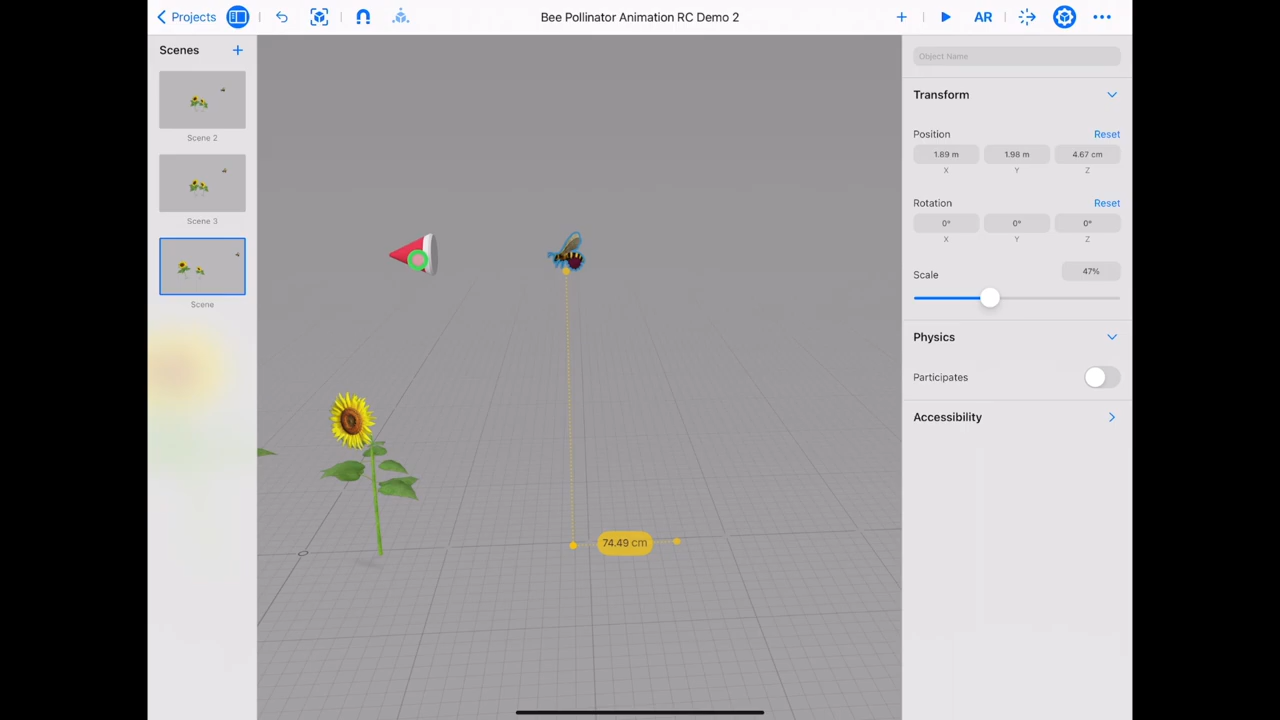 Projects
Bee Pollinator Animation RC Demo 2
AR
Scenes
Scene 2
Scene 3
Scene
74.49 cm
Object Name
Transform
Position Reset
1.89 m 1.98 m 4.67 cm
X Y Z
Rotation Reset
0° 0° 0°
X Y Z
Scale 47%
Physics
Participates
Accessibility